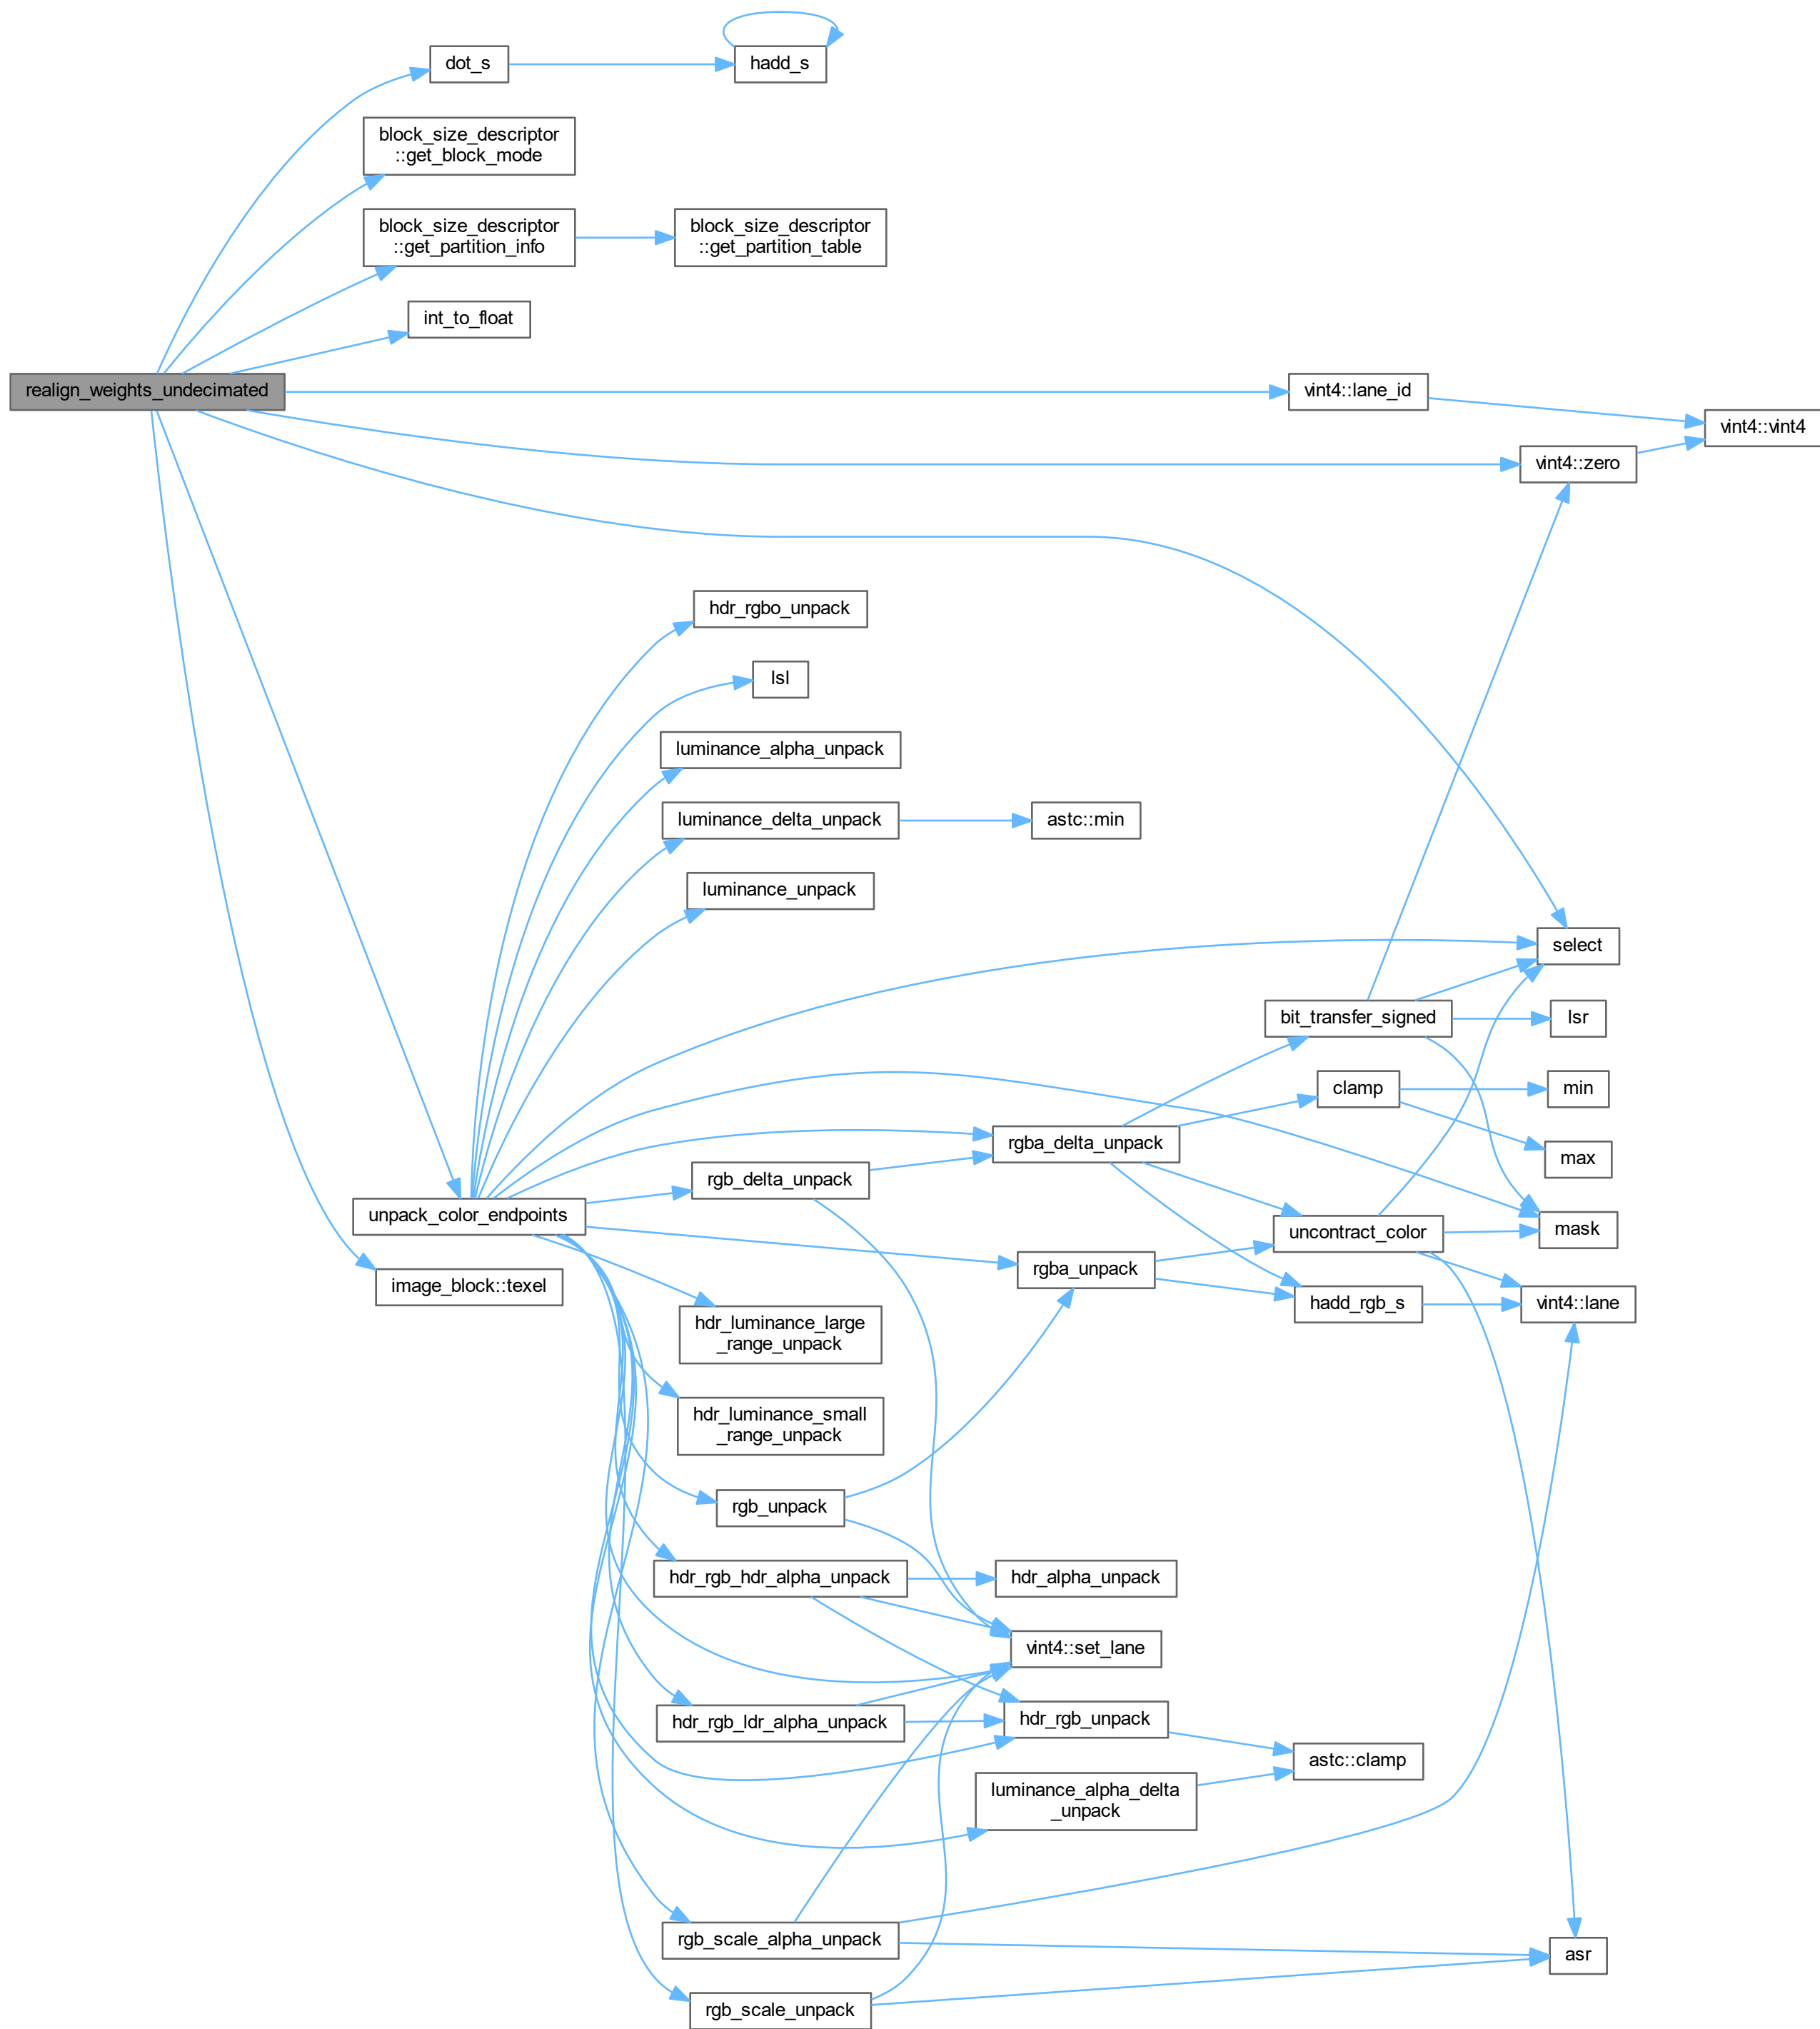 dot_s
hadd_s
block_size_descriptor
::get_block_mode
block_size_descriptor
::get_partition_info
block_size_descriptor
::get_partition_table
int_to_float
realign_weights_undecimated
vint4::lane_id
vint4::vint4
vint4::zero
hdr_rgbo_unpack
lsl
luminance_alpha_unpack
luminance_delta_unpack
astc::min
luminance_unpack
select
bit_transfer_signed
lsr
clamp
min
rgba_delta_unpack
max
rgb_delta_unpack
unpack_color_endpoints
uncontract_color
mask
rgba_unpack
image_block::texel
hadd_rgb_s
vint4::lane
hdr_luminance_large
_range_unpack
hdr_luminance_small
_range_unpack
rgb_unpack
hdr_rgb_hdr_alpha_unpack
hdr_alpha_unpack
vint4::set_lane
hdr_rgb_ldr_alpha_unpack
hdr_rgb_unpack
astc::clamp
luminance_alpha_delta
_unpack
rgb_scale_alpha_unpack
asr
rgb_scale_unpack